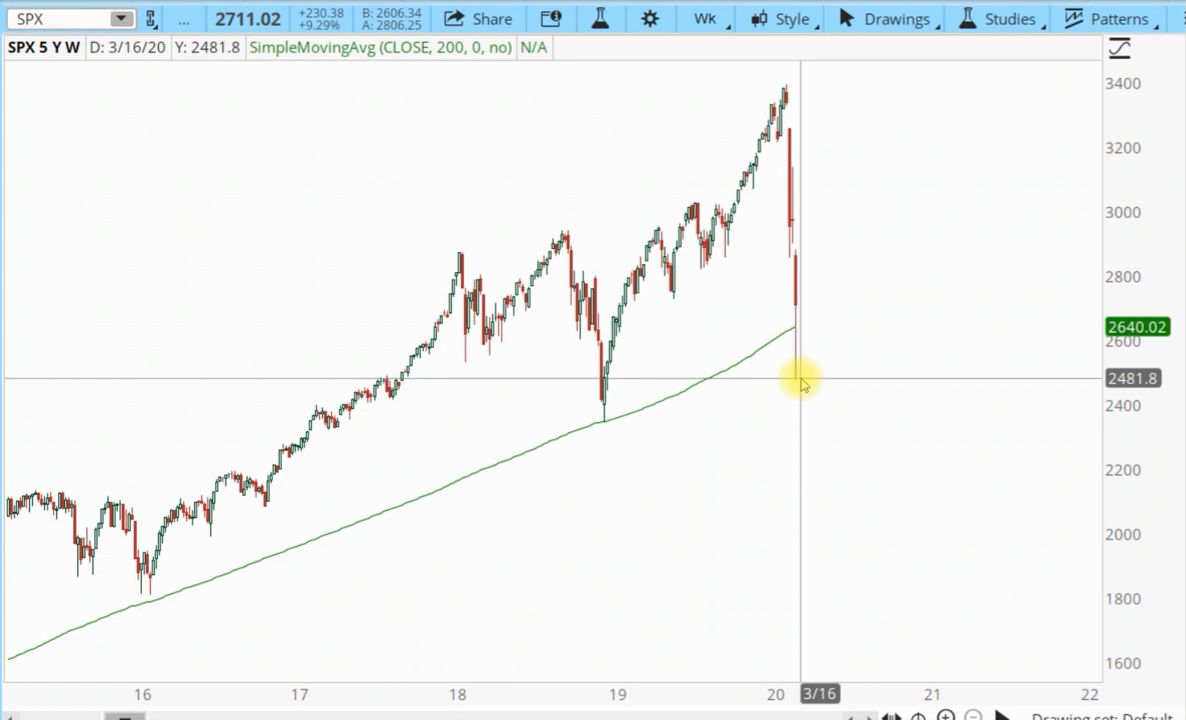 SPX ... 2711.02 +230.38 B: 2606.34 Share Wk Style Drawings Studies Patterns
+9.29% A: 2806.25
SPX 5 Y W D: 3/16/20 Y: 2481.8 SimpleMovingAvg (CLOSE, 200, 0, no) N/A
3400
3200
3000
2800
2640.02
2600
2481.8
2400
2200
2000
1800
1600
16 17 18 19 20 3/16 21 22
Drawing set: Default